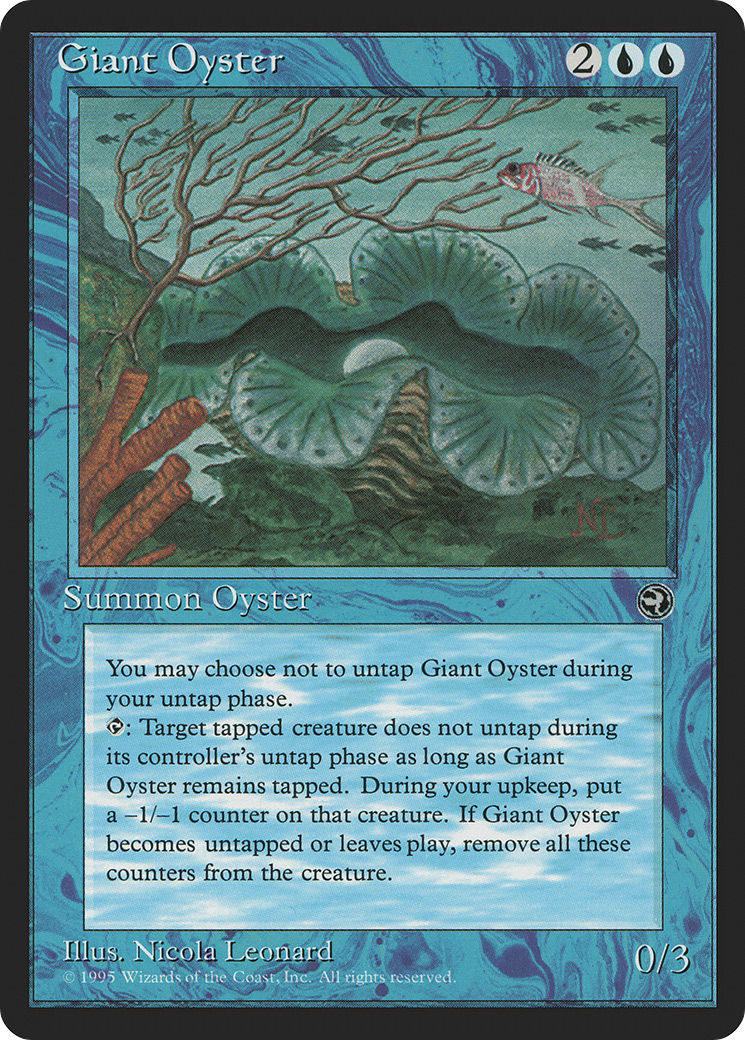 Giant Oyster 2
Summon Oyster
You may choose not to untap Giant Oyster during
your untap phase.
: Target tapped creature does not untap during
its controller's untap phase as long as Giant
Oyster remains tapped. During your upkeep, put
a –1/–1 counter on that creature. If Giant Oyster
becomes untapped or leaves play, remove all these
counters from the creature.
NL
Illus. Nicola Leonard
© 1995 Wizards of the Coast, Inc. All rights reserved.
0/3